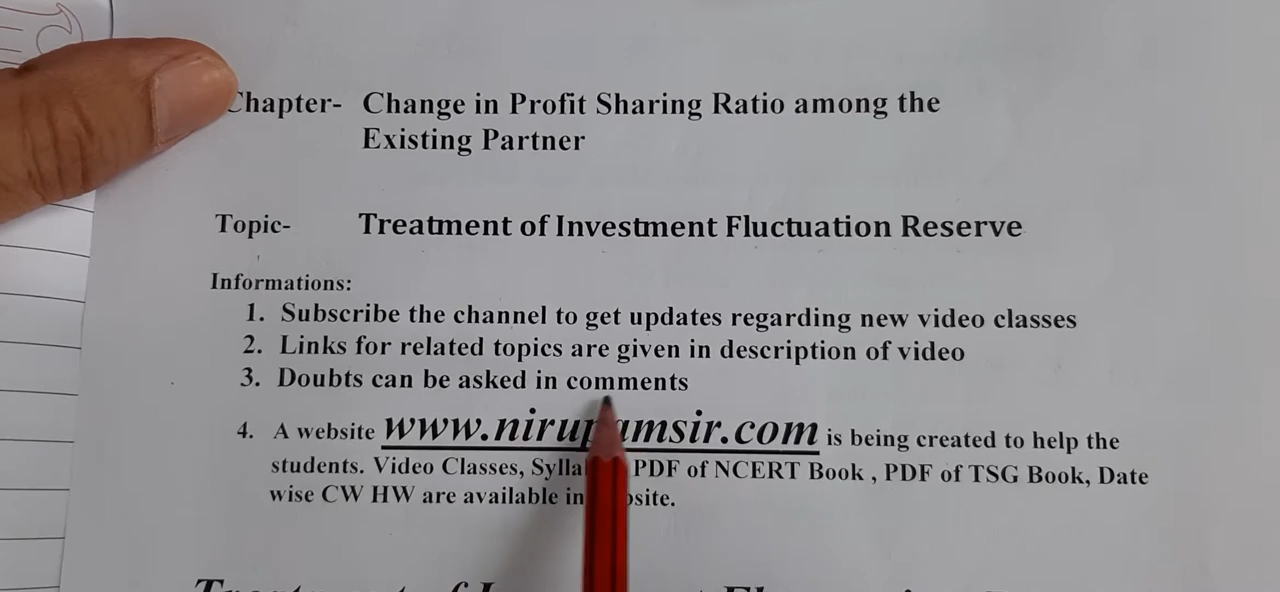 Chapter- Change in Profit Sharing Ratio among the
Existing Partner
Topic- Treatment of Investment Fluctuation Reserve
Informations:
1. Subscribe the channel to get updates regarding new video classes
2. Links for related topics are given in description of video
3. Doubts can be asked in comments
4. A website www.nirupamsir.com is being created to help the
students. Video Classes, PDF of NCERT Book , PDF of TSG Book, Date
wise CW HW are available in